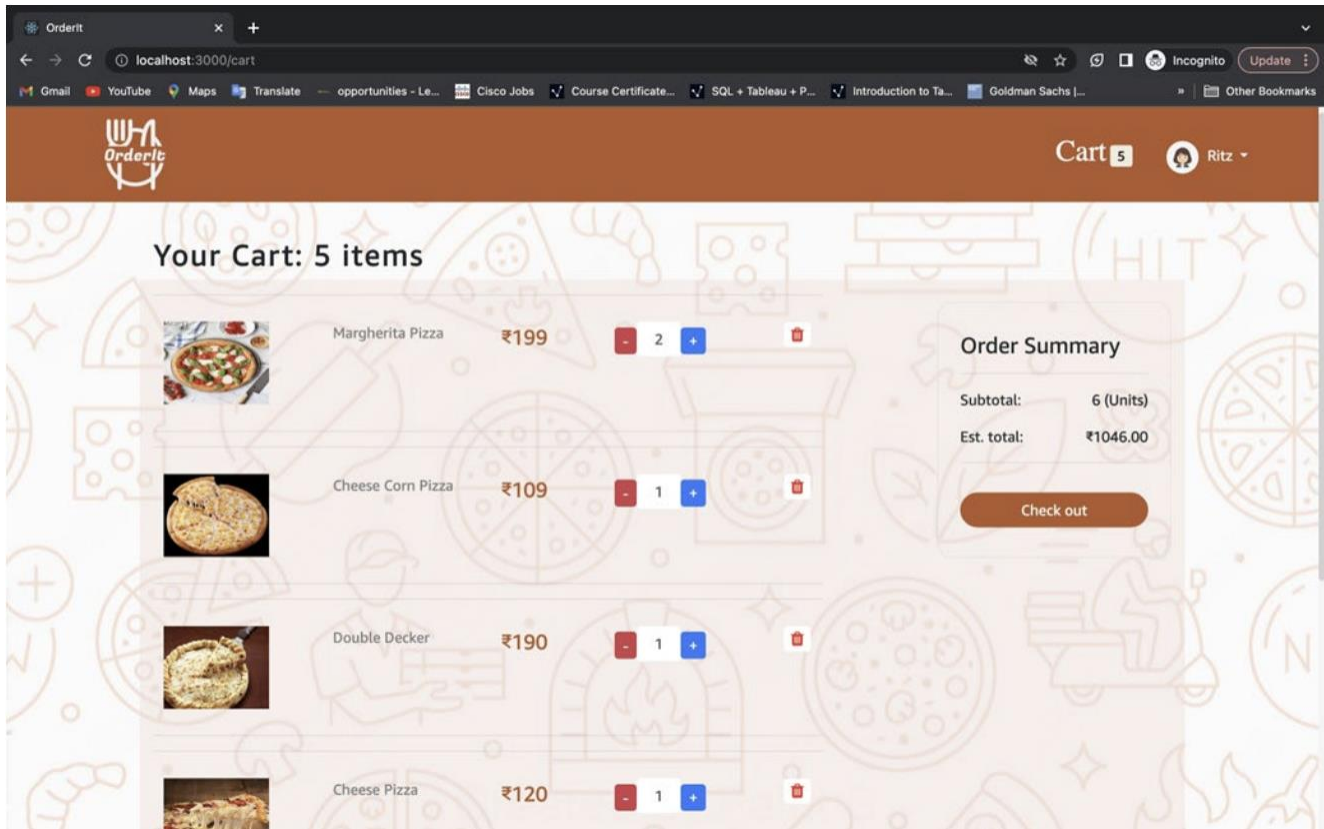 OrderIt
localhost:3000/cart
Incognito
Update
Gmail
YouTube
Maps
Translate
opportunities - Le...
Cisco Jobs
Course Certificate...
SQL + Tableau + P...
Introduction to Ta...
Goldman Sachs |...
»
Other Bookmarks
OrderIt
Cart 5
Ritz
Your Cart: 5 items
Margherita Pizza ₹199 - 2 +
Cheese Corn Pizza ₹109 - 1 +
Double Decker ₹190 - 1 +
Cheese Pizza ₹120 - 1 +
Order Summary
Subtotal: 6 (Units)
Est. total: ₹1046.00
Check out
HIT
N
W